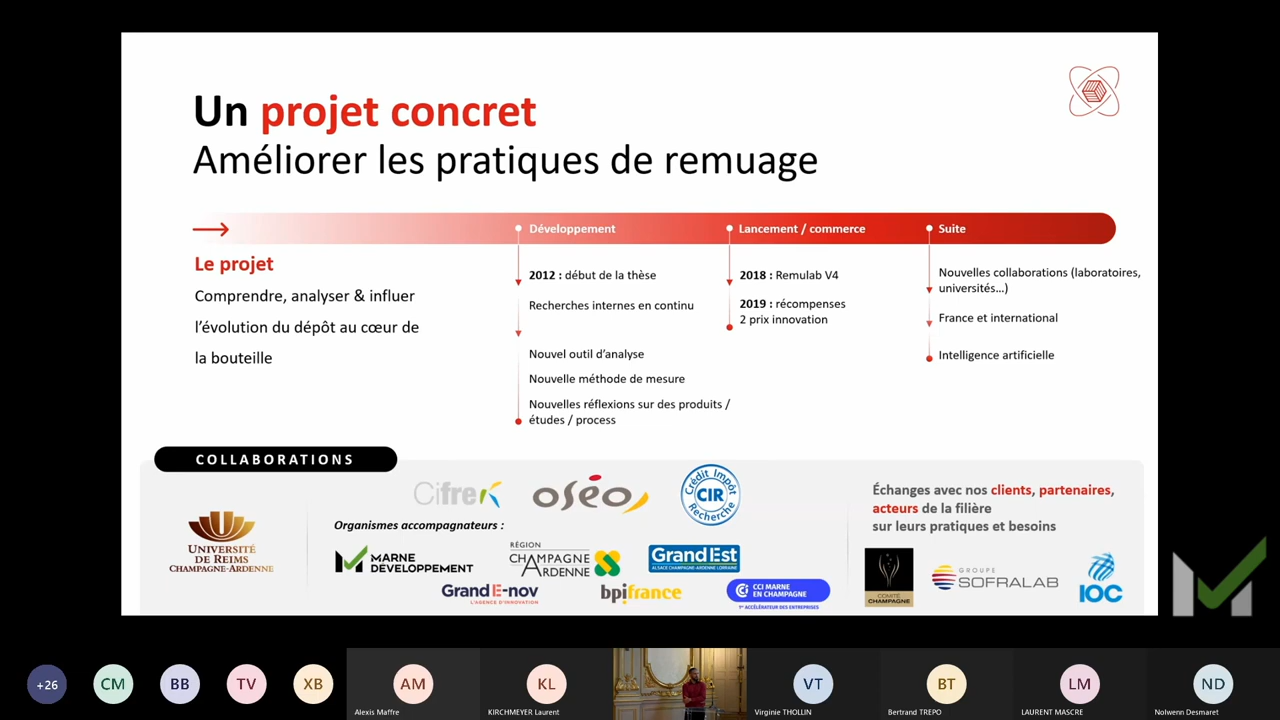 Un projet concret
Améliorer les pratiques de remuage
Développement
Lancement / commerce
Suite
Le projet
Comprendre, analyser & influer
l'évolution du dépôt au cœur de
la bouteille
2012 : début de la thèse
Recherches internes en continu
Nouvel outil d'analyse
Nouvelle méthode de mesure
Nouvelles réflexions sur des produits /
études / process
2018 : Remulab V4
2019 : récompenses
2 prix innovation
Nouvelles collaborations (laboratoires,
universités...)
France et international
Intelligence artificielle
COLLABORATIONS
UNIVERSITÉ
DE REIMS
CHAMPAGNE-ARDENNE
Cifre
oséo
Crédit Impôt
CIR
Recherche
Organismes accompagnateurs :
MARNE
DÉVELOPPEMENT
RÉGION
CHAMPAGNE
ARDENNE
GrandEst
ALSACE CHAMPAGNE-ARDENNE LORRAINE
Grand E-nov
L'AGENCE D'INNOVATION
bpifrance
CCI MARNE
EN CHAMPAGNE
1er ACCÉLÉRATEUR DES ENTREPRISES
Échanges avec nos clients, partenaires,
acteurs de la filière
sur leurs pratiques et besoins
COMITÉ
CHAMPAGNE
GROUPE
SOFRALAB
IOC
+26
CM
BB
TV
XB
AM
Alexis Maffre
KL
KIRCHMEYER Laurent
VT
Virginie THOLLIN
BT
Bertrand TREPO
LM
LAURENT MASCRE
ND
Nolwenn Desmaret